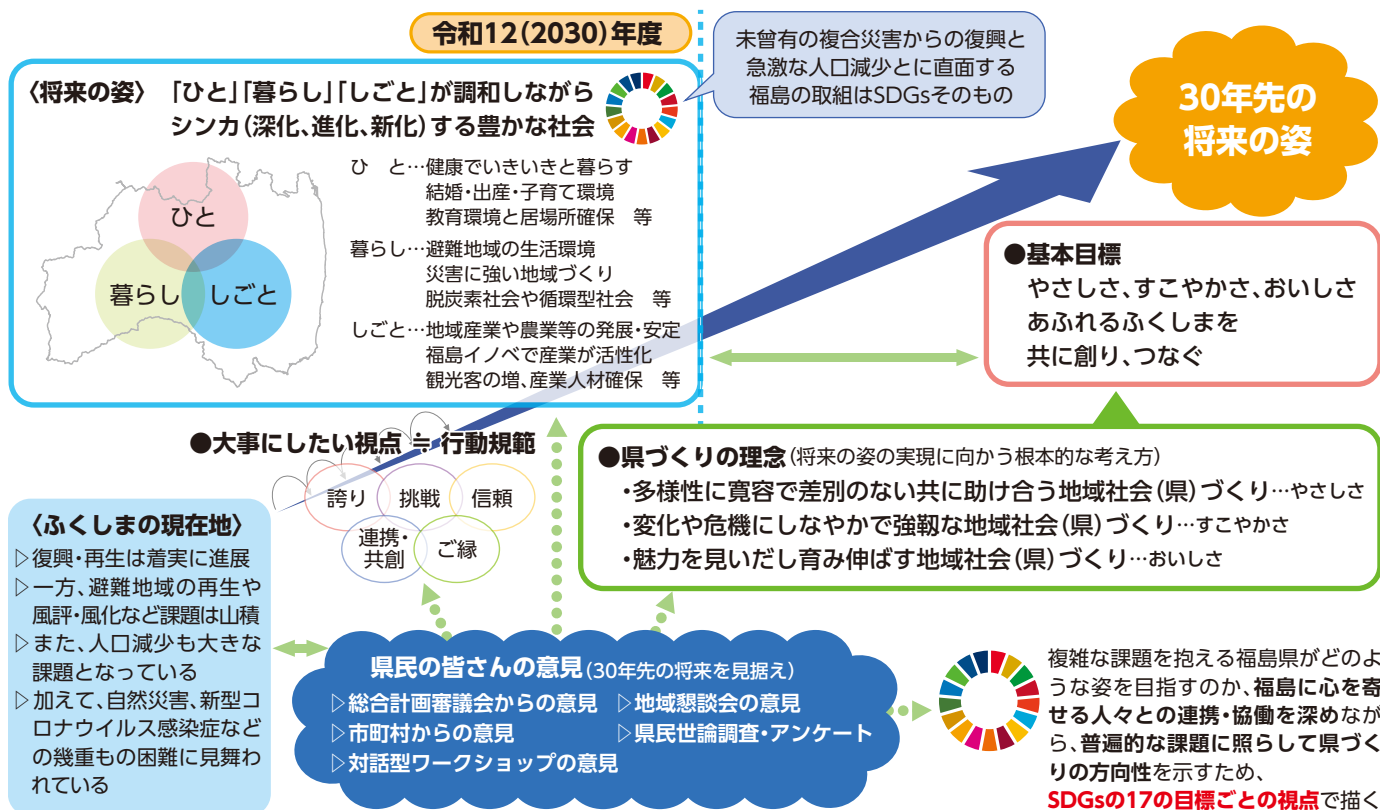 令和12(2030)年度
未曾有の複合災害からの復興と
急激な人口減少とに直面する
福島の取組はSDGsそのもの
30年先の
将来の姿
〈将来の姿〉 「ひと」「暮らし」「しごと」が調和しながら
シンカ(深化、進化、新化)する豊かな社会
ひと
暮らし
しごと
ひ と…健康でいきいきと暮らす
結婚・出産・子育て環境
教育環境と居場所確保 等
暮らし…避難地域の生活環境
災害に強い地域づくり
脱炭素社会や循環型社会 等
しごと…地域産業や農業等の発展・安定
福島イノベで産業が活性化
観光客の増、産業人材確保 等
●基本目標
やさしさ、すこやかさ、おいしさ
あふれるふくしまを
共に創り、つなぐ
●大事にしたい視点 ≒ 行動規範
誇り
挑戦
信頼
連携・
共創
ご縁
●県づくりの理念(将来の姿の実現に向かう根本的な考え方)
・多様性に寛容で差別のない共に助け合う地域社会(県)づくり…やさしさ
・変化や危機にしなやかで強靱な地域社会(県)づくり…すこやかさ
・魅力を見いだし育み伸ばす地域社会(県)づくり…おいしさ
〈ふくしまの現在地〉
▷復興・再生は着実に進展
▷一方、避難地域の再生や
風評・風化など課題は山積
▷また、人口減少も大きな
課題となっている
▷加えて、自然災害、新型コ
ロナウイルス感染症など
の幾重もの困難に見舞わ
れている
県民の皆さんの意見(30年先の将来を見据え)
▷総合計画審議会からの意見 ▷地域懇談会の意見
▷市町村からの意見 ▷県民世論調査・アンケート
▷対話型ワークショップの意見
複雑な課題を抱える福島県がどのよ
うな姿を目指すのか、福島に心を寄
せる人々との連携・協働を深めなが
ら、普遍的な課題に照らして県づく
りの方向性を示すため、
SDGsの17の目標ごとの視点で描く